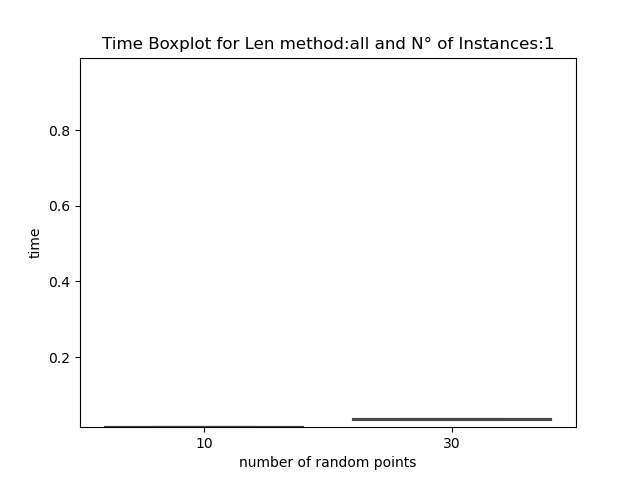 Time Boxplot for Len method:all and N° of Instances:1
0.8
0.6
time
0.4
0.2
10 30
number of random points